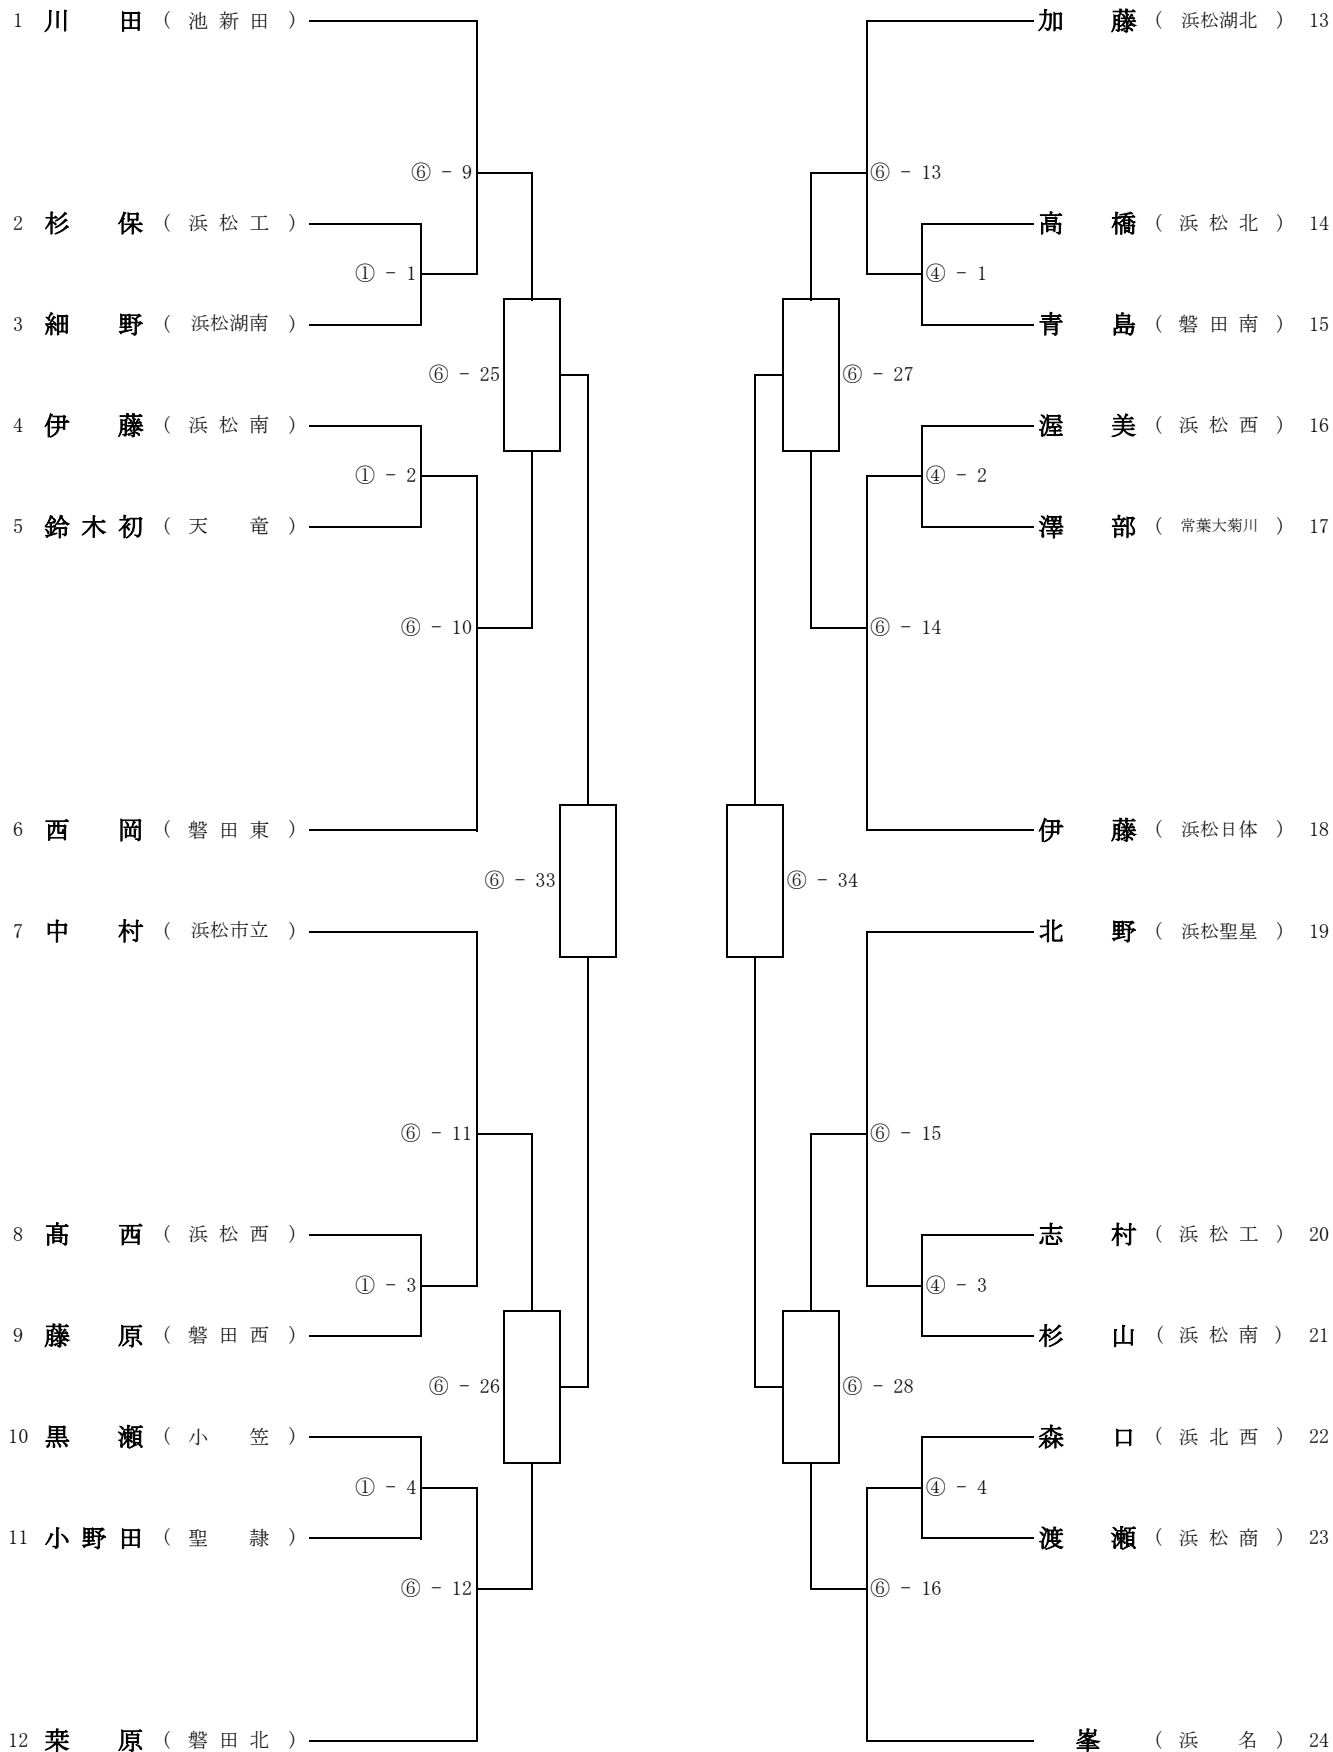 1 川田 ( 池新田 )
⑥ - 9
2 杉保 ( 浜松工 )
① - 1
3 細野 ( 浜松湖南 )
⑥ - 25
4 伊藤 ( 浜松南 )
① - 2
5 鈴木初 ( 天竜 )
⑥ - 10
6 西岡 ( 磐田東 )
⑥ - 33
7 中村 ( 浜松市立 )
⑥ - 11
8 髙西 ( 浜松西 )
① - 3
9 藤原 ( 磐田西 )
⑥ - 26
10 黒瀬 ( 小笠 )
① - 4
11 小野田 ( 聖隷 )
⑥ - 12
12 桒原 ( 磐田北 )
加藤 ( 浜松湖北 ) 13
⑥ - 13
高橋 ( 浜松北 ) 14
④ - 1
青島 ( 磐田南 ) 15
⑥ - 27
渥美 ( 浜松西 ) 16
④ - 2
澤部 ( 常葉大菊川 ) 17
⑥ - 14
伊藤 ( 浜松日体 ) 18
⑥ - 34
北野 ( 浜松聖星 ) 19
⑥ - 15
志村 ( 浜松工 ) 20
④ - 3
杉山 ( 浜松南 ) 21
⑥ - 28
森口 ( 浜北西 ) 22
④ - 4
渡瀬 ( 浜松商 ) 23
⑥ - 16
峯 ( 浜名 ) 24